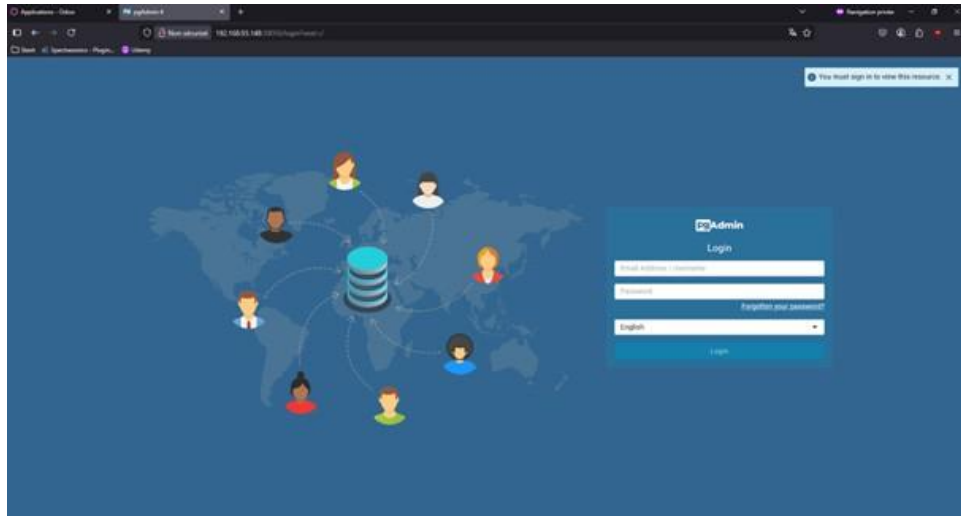 Applications - Odoo
pgAdmin 4
Navigation privée
Non sécurisé
You must sign in to view this resource.
Udemy
pgAdmin
Login
Email Address / Username
Password
Forgotten your password?
English
Login